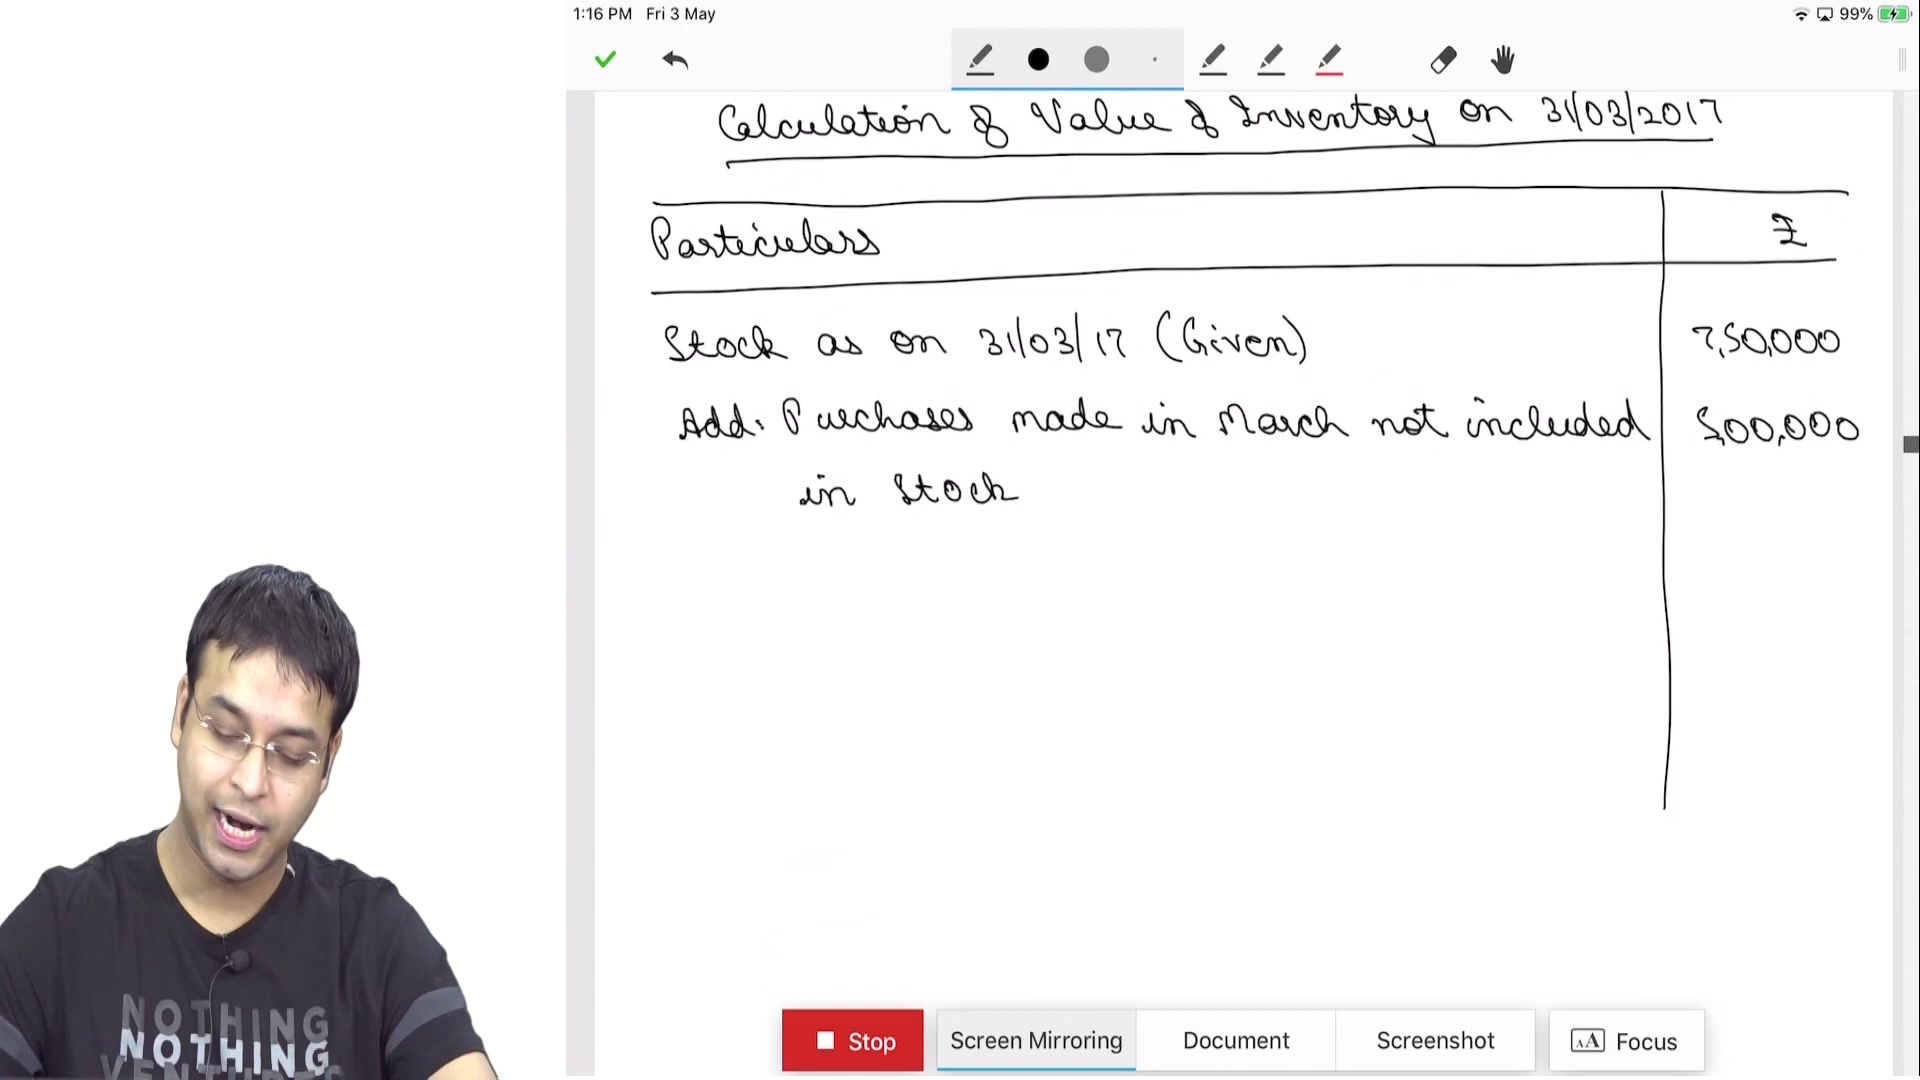 1:16 PM Fri 3 May
99%
Calculation of Value of Inventory on 31/03/2017
Particulars ₹
Stock as on 31/03/17 (Given) 7,50,000
Add: Purchases made in March not included 5,00,000
in Stock
NOTHING
NOTHING
Stop Screen Mirroring Document Screenshot AA Focus